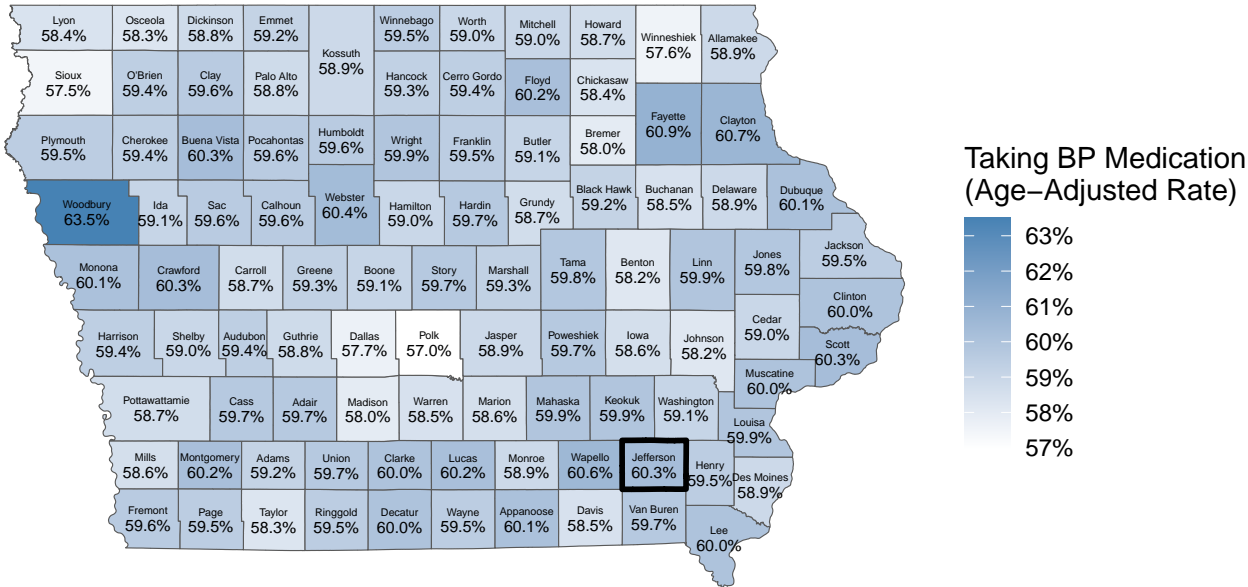 Lyon
58.4%
Osceola
58.3%
Dickinson
58.8%
Emmet
59.2%
Kossuth
58.9%
Winnebago
59.5%
Worth
59.0%
Mitchell
59.0%
Howard
58.7%
Winneshiek
57.6%
Allamakee
58.9%
Sioux
57.5%
O'Brien
59.4%
Clay
59.6%
Palo Alto
58.8%
Hancock
59.3%
Cerro Gordo
59.4%
Floyd
60.2%
Chickasaw
58.4%
Fayette
60.9%
Clayton
60.7%
Plymouth
59.5%
Cherokee
59.4%
Buena Vista
60.3%
Pocahontas
59.6%
Humboldt
59.6%
Wright
59.9%
Franklin
59.5%
Butler
59.1%
Bremer
58.0%
Woodbury
63.5%
Ida
59.1%
Sac
59.6%
Calhoun
59.6%
Webster
60.4%
Hamilton
59.0%
Hardin
59.7%
Grundy
58.7%
Black Hawk
59.2%
Buchanan
58.5%
Delaware
58.9%
Dubuque
60.1%
Monona
60.1%
Crawford
60.3%
Carroll
58.7%
Greene
59.3%
Boone
59.1%
Story
59.7%
Marshall
59.3%
Tama
59.8%
Benton
58.2%
Linn
59.9%
Jones
59.8%
Jackson
59.5%
Clinton
60.0%
Harrison
59.4%
Shelby
59.0%
Audubon
59.4%
Guthrie
58.8%
Dallas
57.7%
Polk
57.0%
Jasper
58.9%
Poweshiek
59.7%
Iowa
58.6%
Johnson
58.2%
Cedar
59.0%
Scott
60.3%
Muscatine
60.0%
Pottawattamie
58.7%
Cass
59.7%
Adair
59.7%
Madison
58.0%
Warren
58.5%
Marion
58.6%
Mahaska
59.9%
Keokuk
59.9%
Washington
59.1%
Louisa
59.9%
Mills
58.6%
Montgomery
60.2%
Adams
59.2%
Union
59.7%
Clarke
60.0%
Lucas
60.2%
Monroe
58.9%
Wapello
60.6%
Jefferson
60.3%
Henry
59.5%
Des Moines
58.9%
Fremont
59.6%
Page
59.5%
Taylor
58.3%
Ringgold
59.5%
Decatur
60.0%
Wayne
59.5%
Appanoose
60.1%
Davis
58.5%
Van Buren
59.7%
Lee
60.0%
Taking BP Medication
(Age−Adjusted Rate)
63%
62%
61%
60%
59%
58%
57%